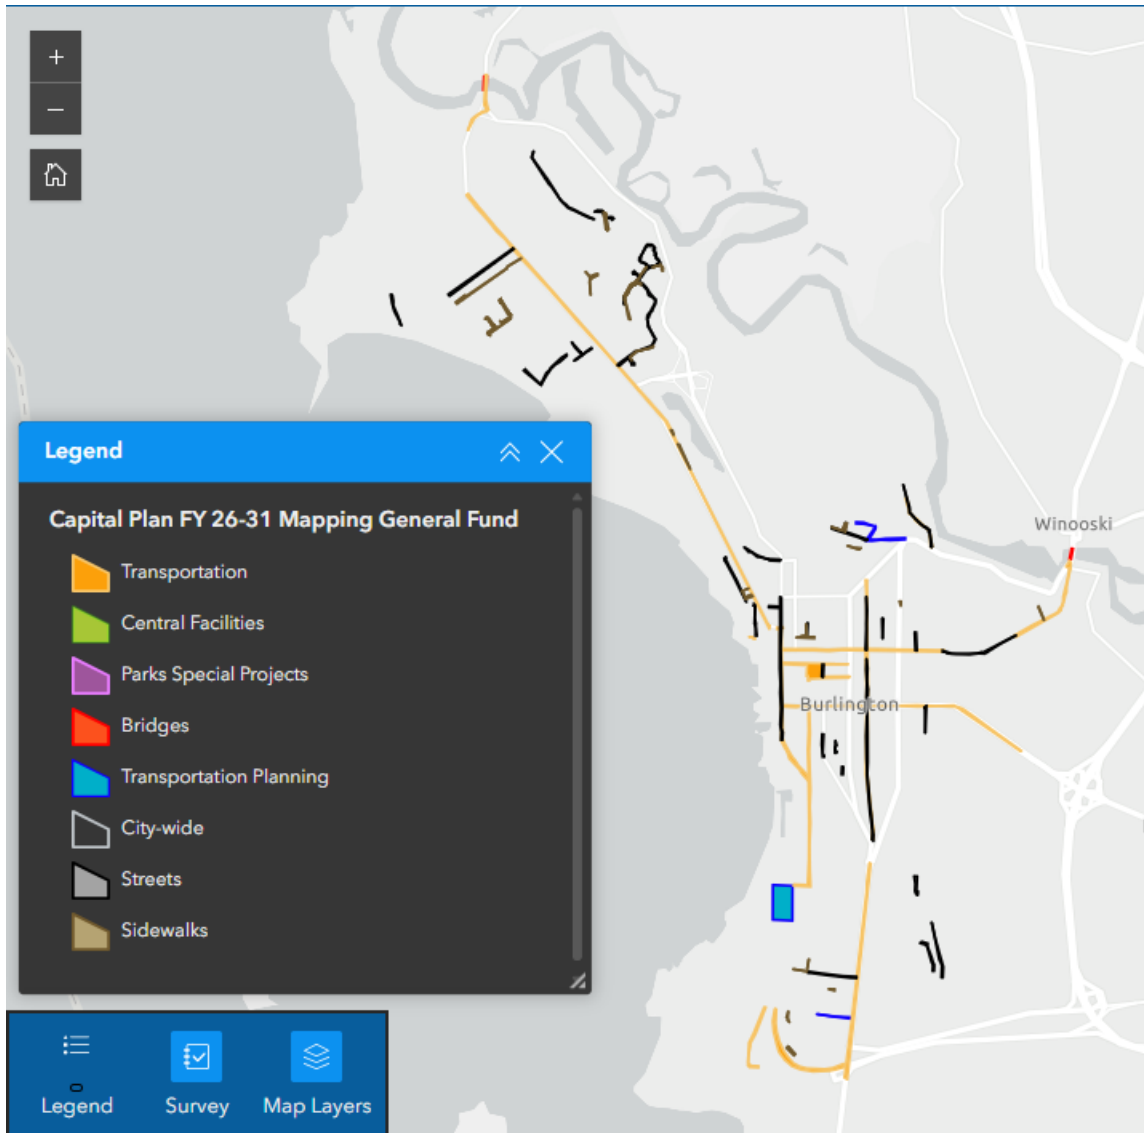 +
−
Winooski
Legend
Capital Plan FY 26-31 Mapping General Fund
Transportation
Central Facilities
Parks Special Projects
Burlington
Bridges
Transportation Planning
City-wide
Streets
Sidewalks
Legend Survey Map Layers